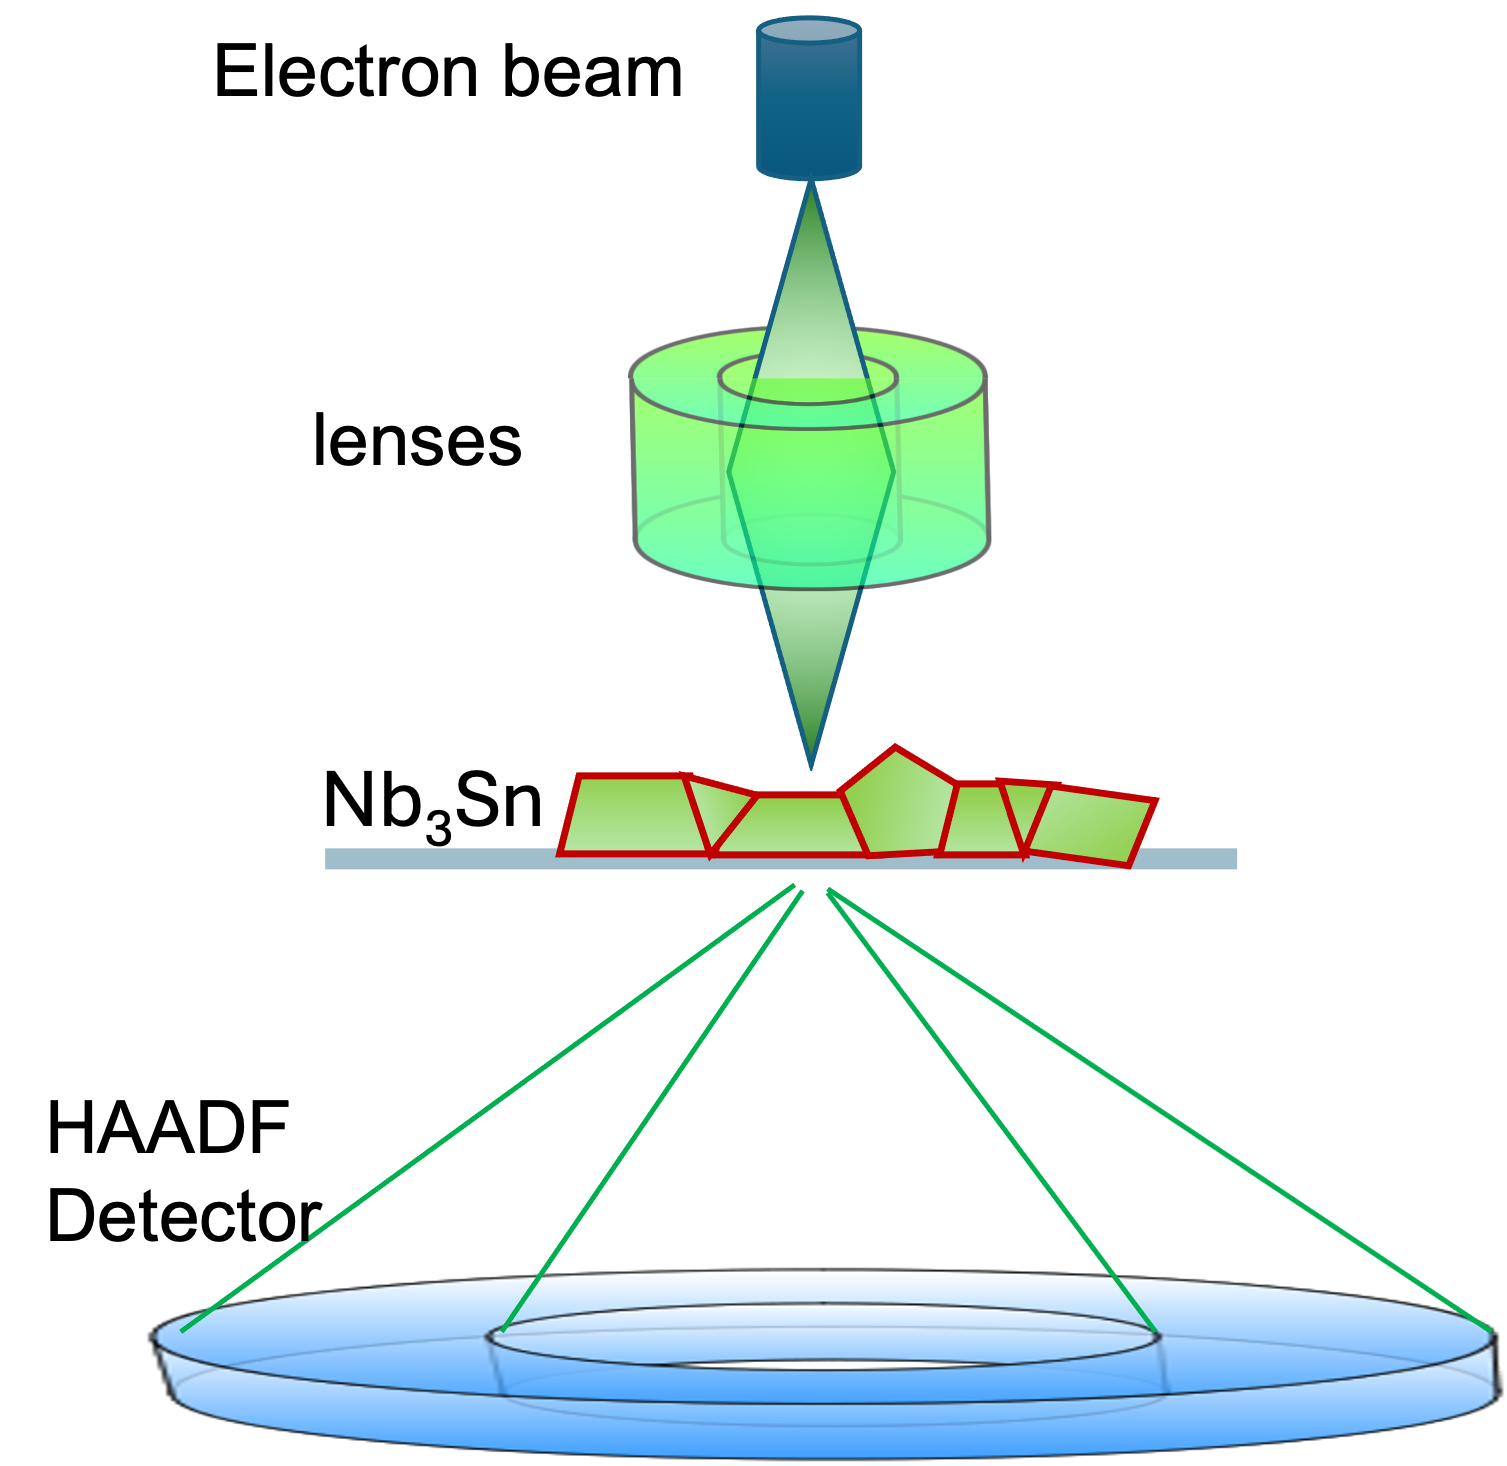 Electron beam
lenses
Nb₃Sn
HAADF
Detector